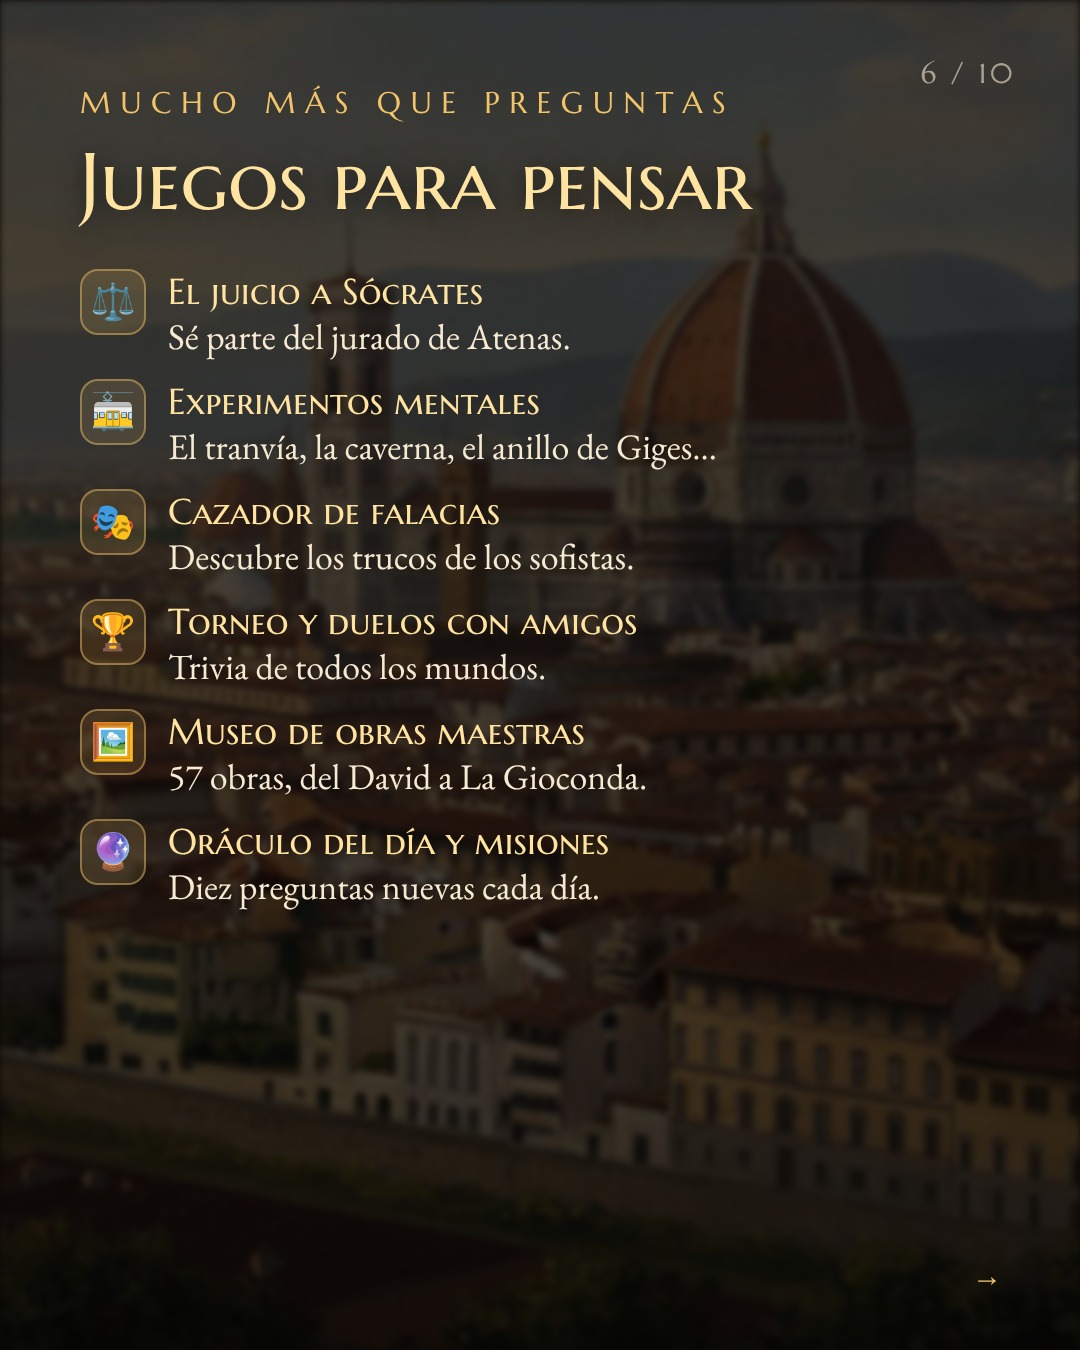 6 / 10
MUCHO MÁS QUE PREGUNTAS
Juegos para pensar
El juicio a Sócrates
Sé parte del jurado de Atenas.
Experimentos mentales
El tranvía, la caverna, el anillo de Giges...
Cazador de falacias
Descubre los trucos de los sofistas.
Torneo y duelos con amigos
Trivia de todos los mundos.
Museo de obras maestras
57 obras, del David a La Gioconda.
Oráculo del día y misiones
Diez preguntas nuevas cada día.
→